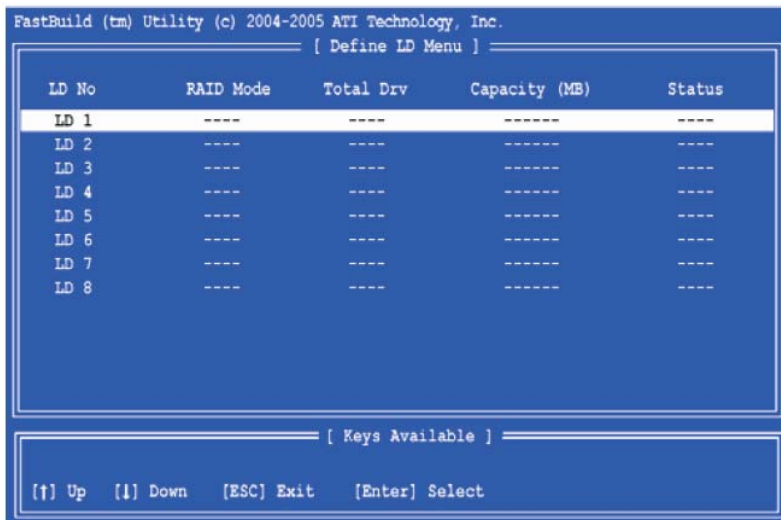 FastBuild (tm) Utility (c) 2004-2005 ATI Technology, Inc.
[ Define LD Menu ]
LD No RAID Mode Total Drv Capacity (MB) Status
LD 1 ---- ---- ------ ----
LD 2 ---- ---- ------ ----
LD 3 ---- ---- ------ ----
LD 4 ---- ---- ------ ----
LD 5 ---- ---- ------ ----
LD 6 ---- ---- ------ ----
LD 7 ---- ---- ------ ----
LD 8 ---- ---- ------ ----
[ Keys Available ]
[↑] Up [↓] Down [ESC] Exit [Enter] Select